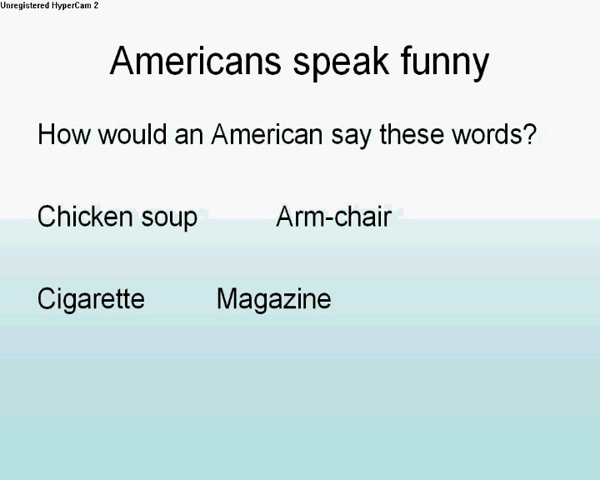 Unregistered HyperCam 2
Americans speak funny
How would an American say these words?
Chicken soup Arm-chair
Cigarette Magazine